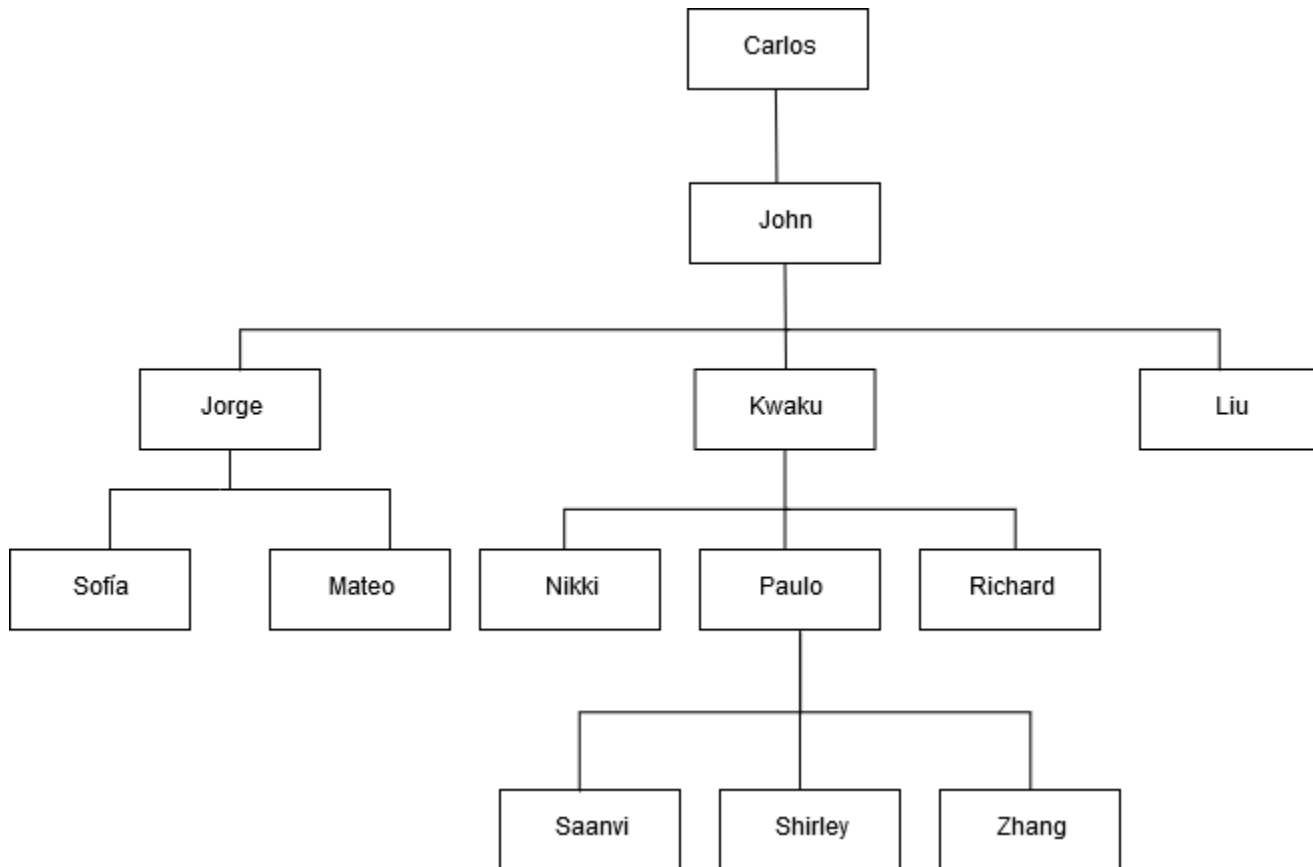 Carlos
John
Jorge
Kwaku
Liu
Sofía
Mateo
Nikki
Paulo
Richard
Saanvi
Shirley
Zhang